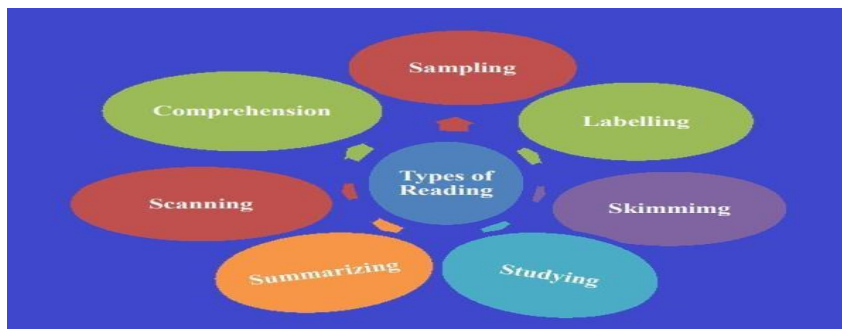 Sampling
Comprehension
Labelling
Types of
Reading
Scanning
Skimmimg
Summarizing
Studying